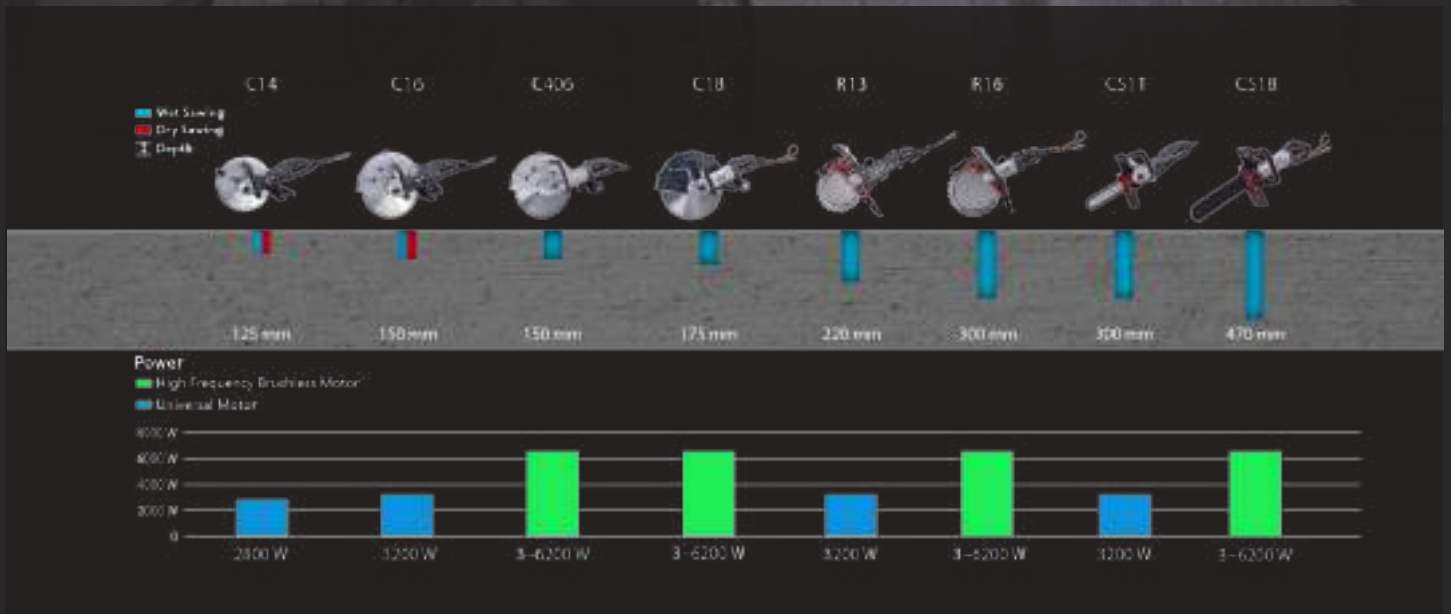 C14 C16 C406 C18 R13 R16 CS11 CS18
Wet Sawing
Dry Sawing
Depth
125 mm 150 mm 150 mm 175 mm 220 mm 300 mm 300 mm 470 mm
Power
High Frequency Brushless Motor
Universal Motor
8000 W
6000 W
4000 W
2000 W
0
2800 W 3200 W 3-6200 W 3-6200 W 3200 W 3-6200 W 3200 W 3-6200 W